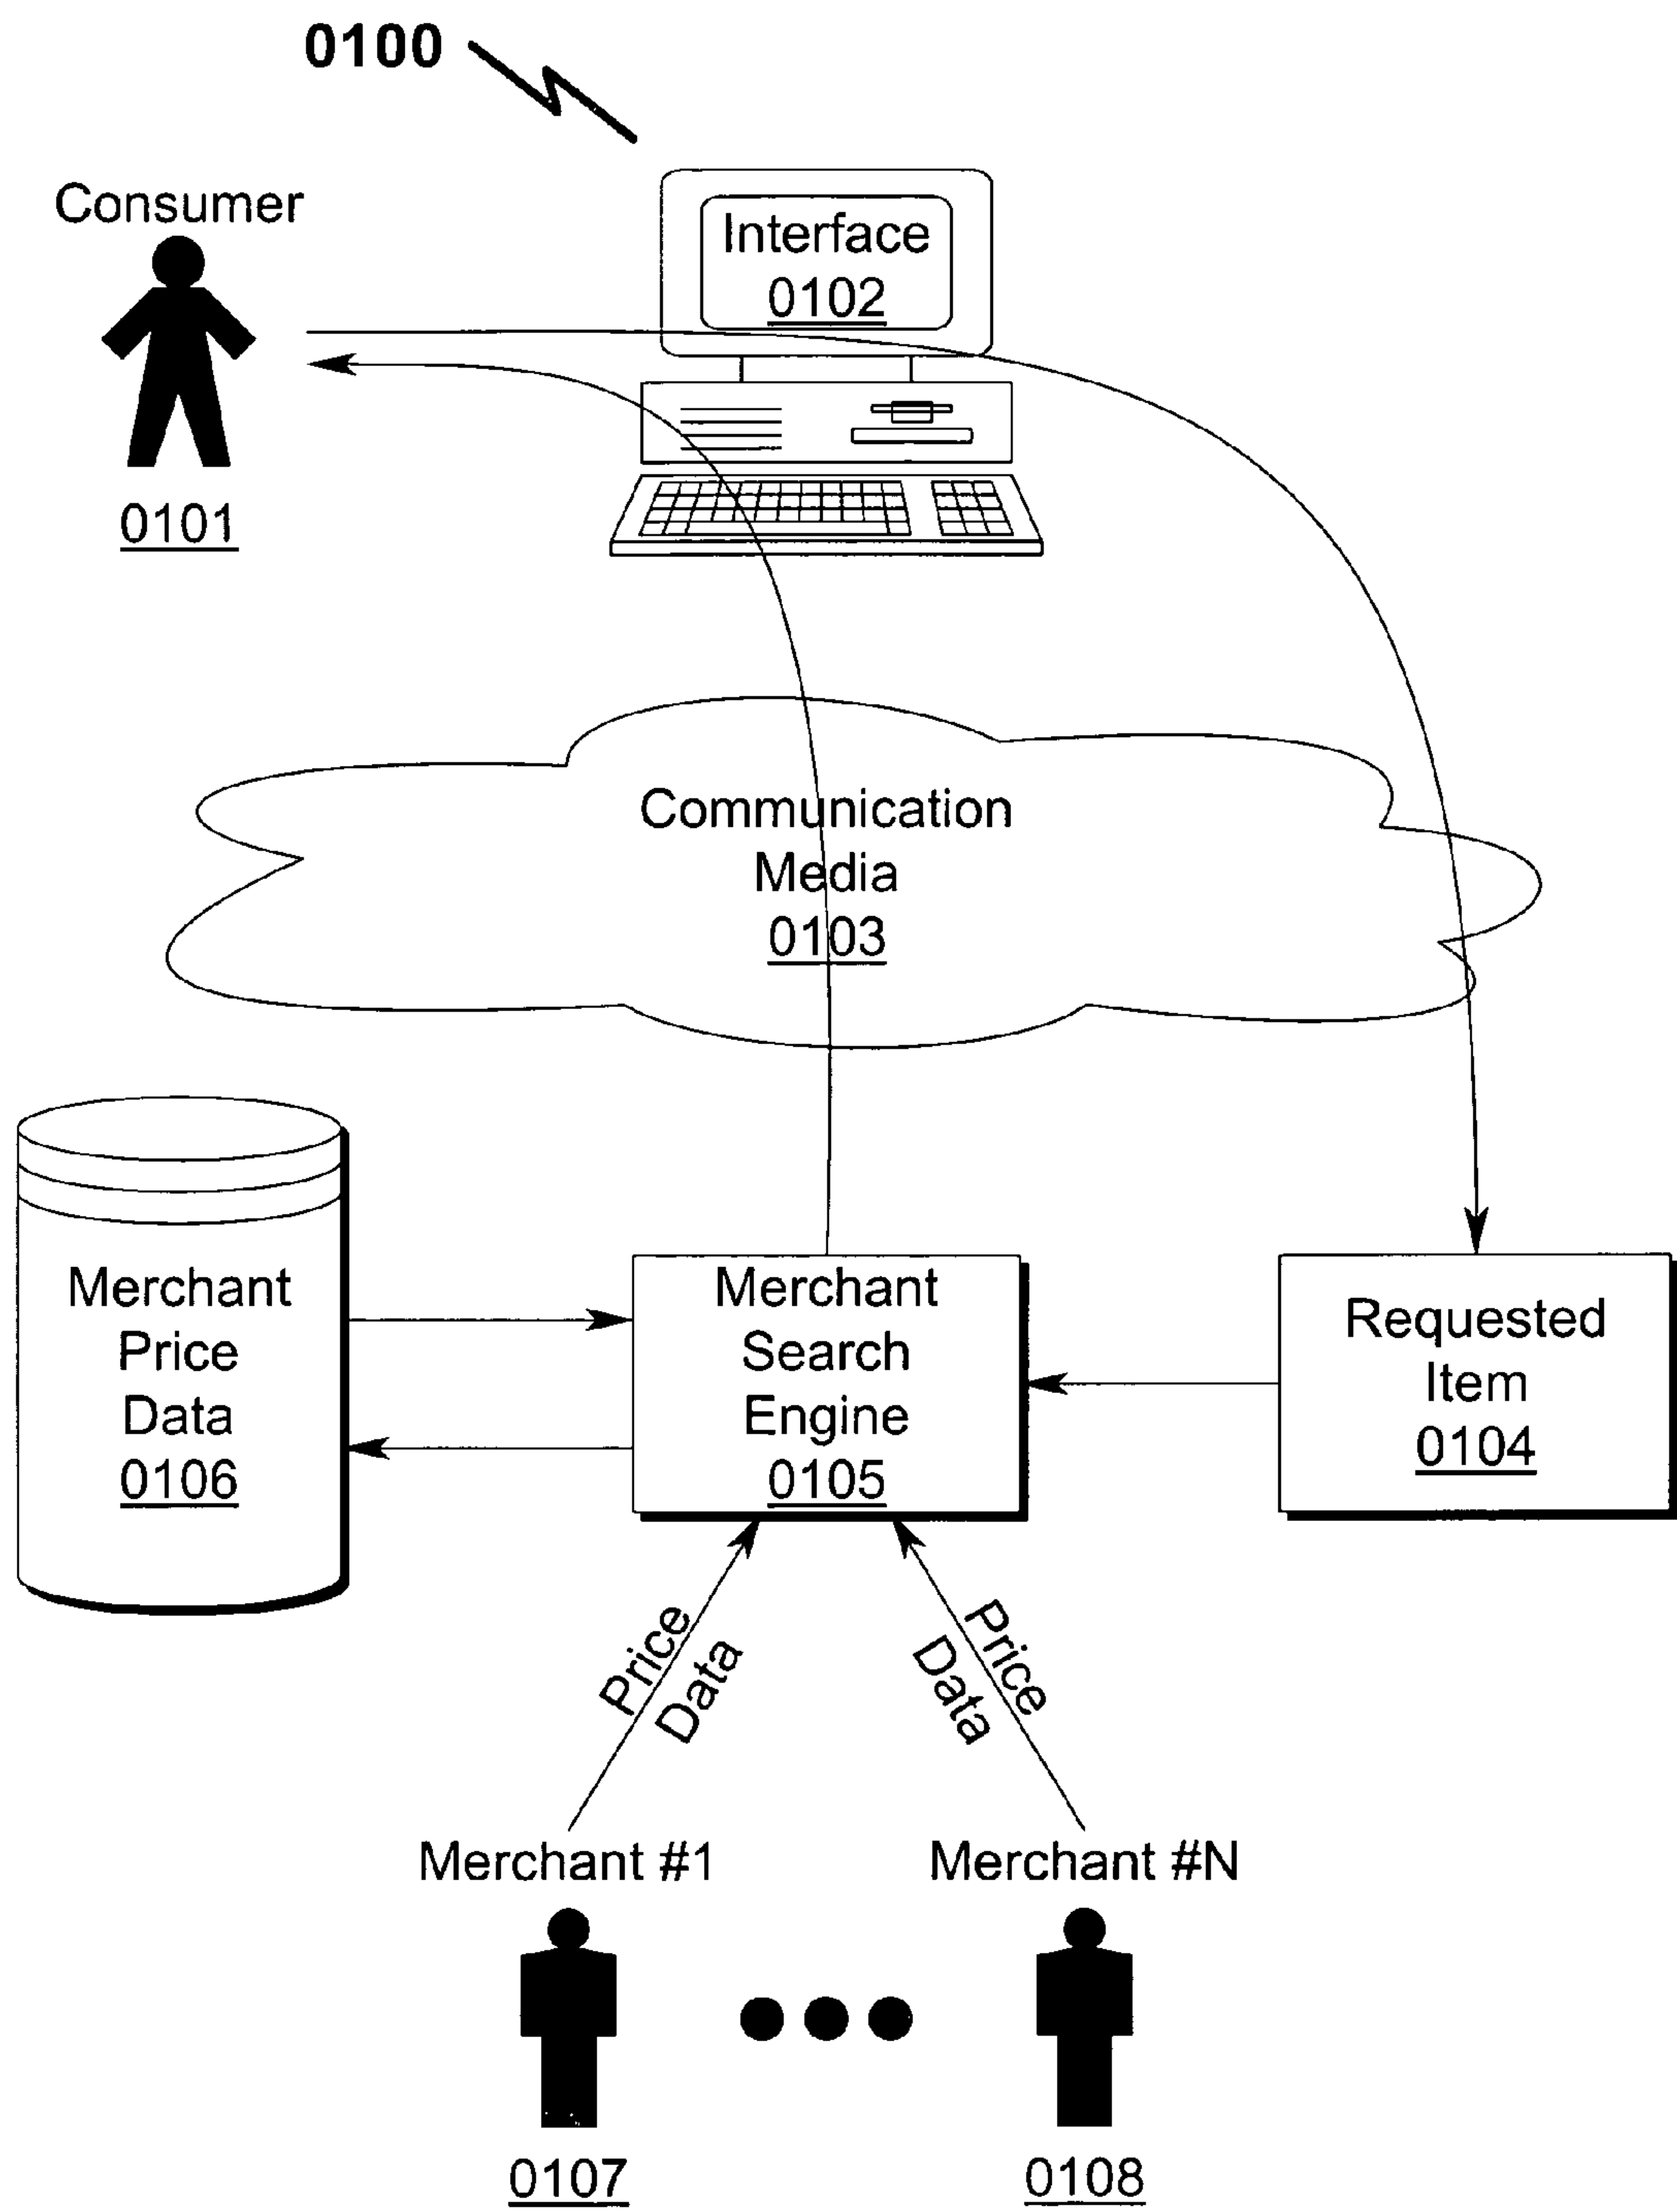 0100
Consumer
0101
Interface
0102
Communication
Media
0103
Merchant
Price
Data
0106
Merchant
Search
Engine
0105
Requested
Item
0104
Price
Data
Price
Data
Merchant #1
Merchant #N
0107
0108